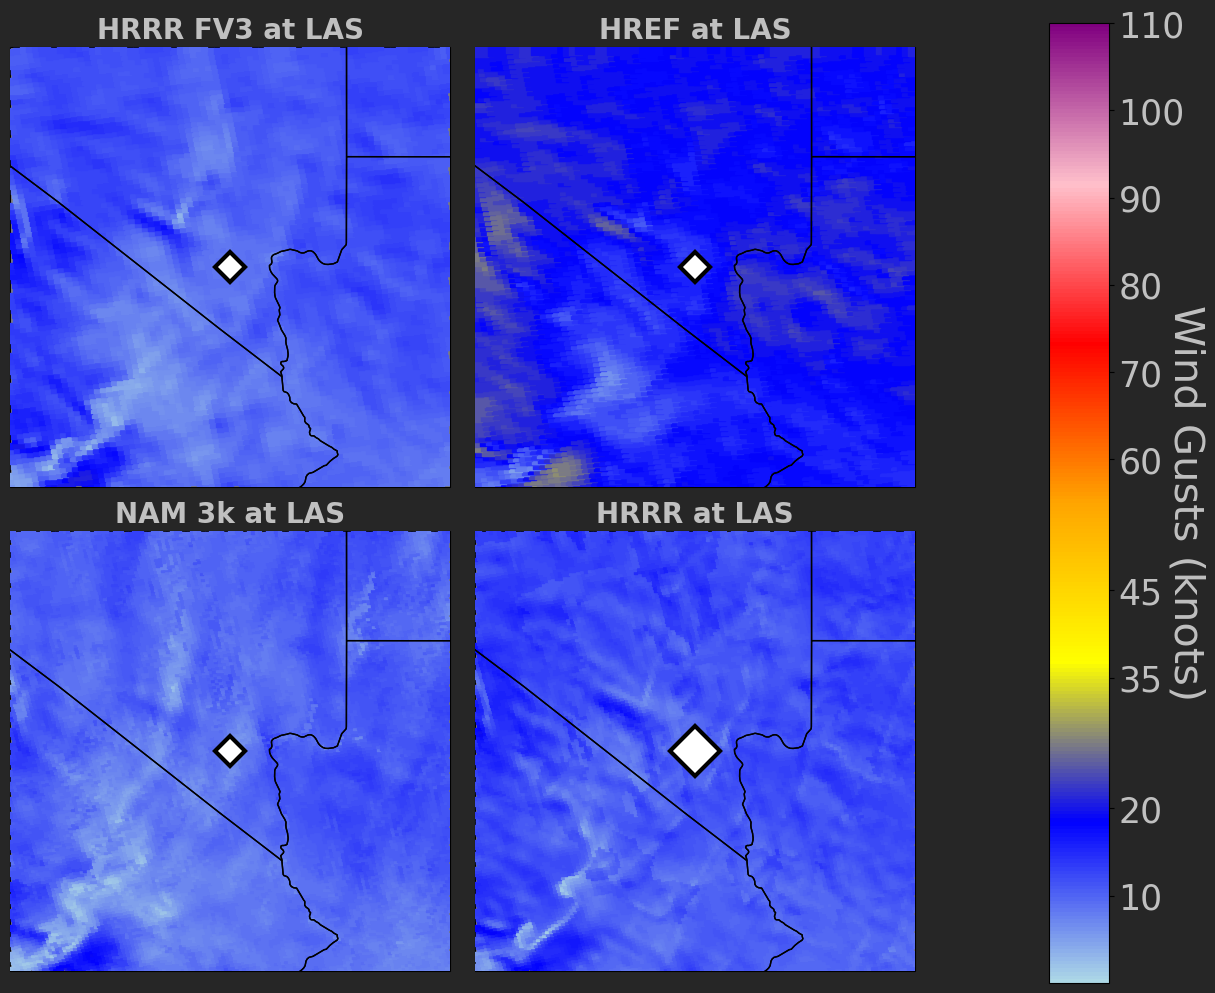 HRRR FV3 at LAS
HREF at LAS
NAM 3k at LAS
HRRR at LAS
110
100
90
80
70
60
45
35
20
10
Wind Gusts (knots)